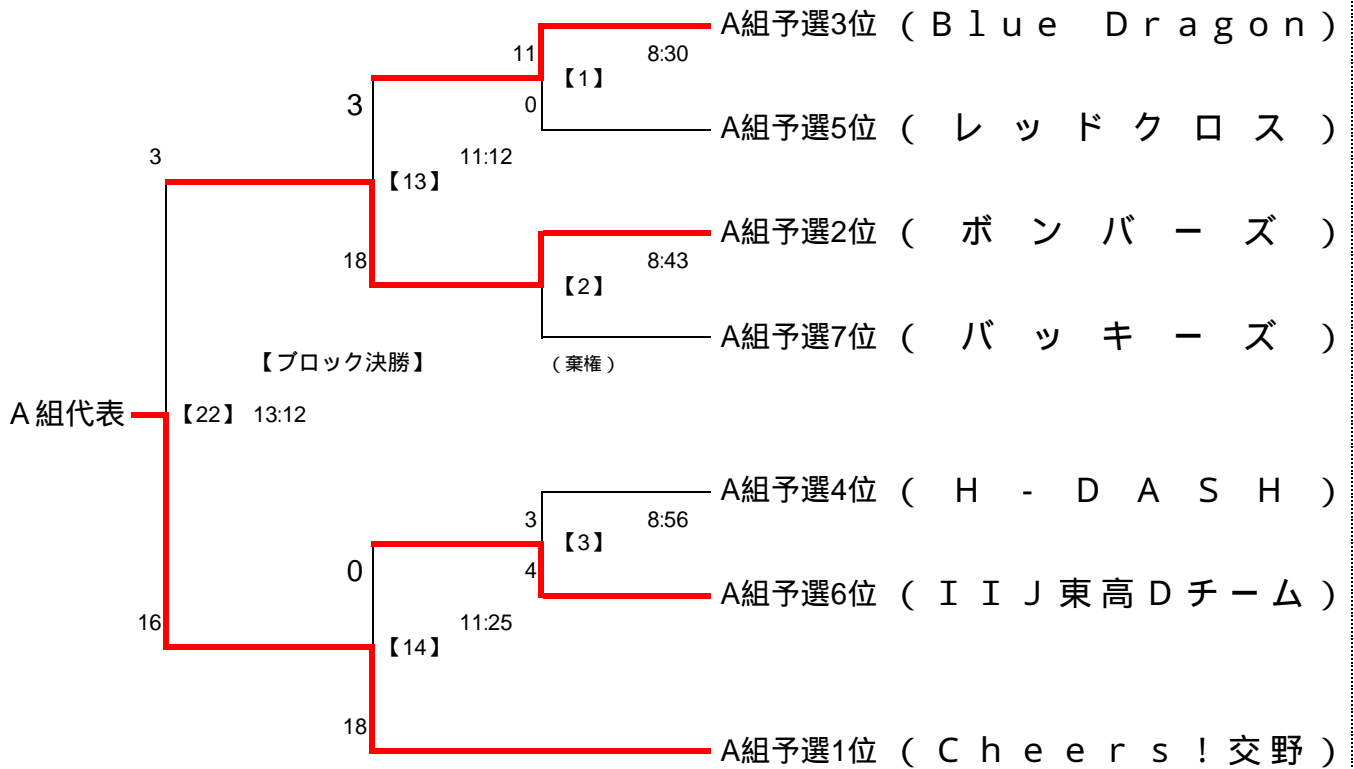 A組予選3位 ( Blue Dragon )
11 8:30
【1】
3 0
A組予選5位 ( レッドクロス )
3 11:12
【13】
A組予選2位 ( ボンバーズ )
18 8:43
【2】
A組予選7位 ( バッキーズ )
【ブロック決勝】 (棄権)
A組代表 【22】 13:12
A組予選4位 ( H-DASH )
3 8:56
【3】
0 4
A組予選6位 ( IIJ東高Dチーム )
16 11:25
【14】
18
A組予選1位 ( Cheers!交野 )